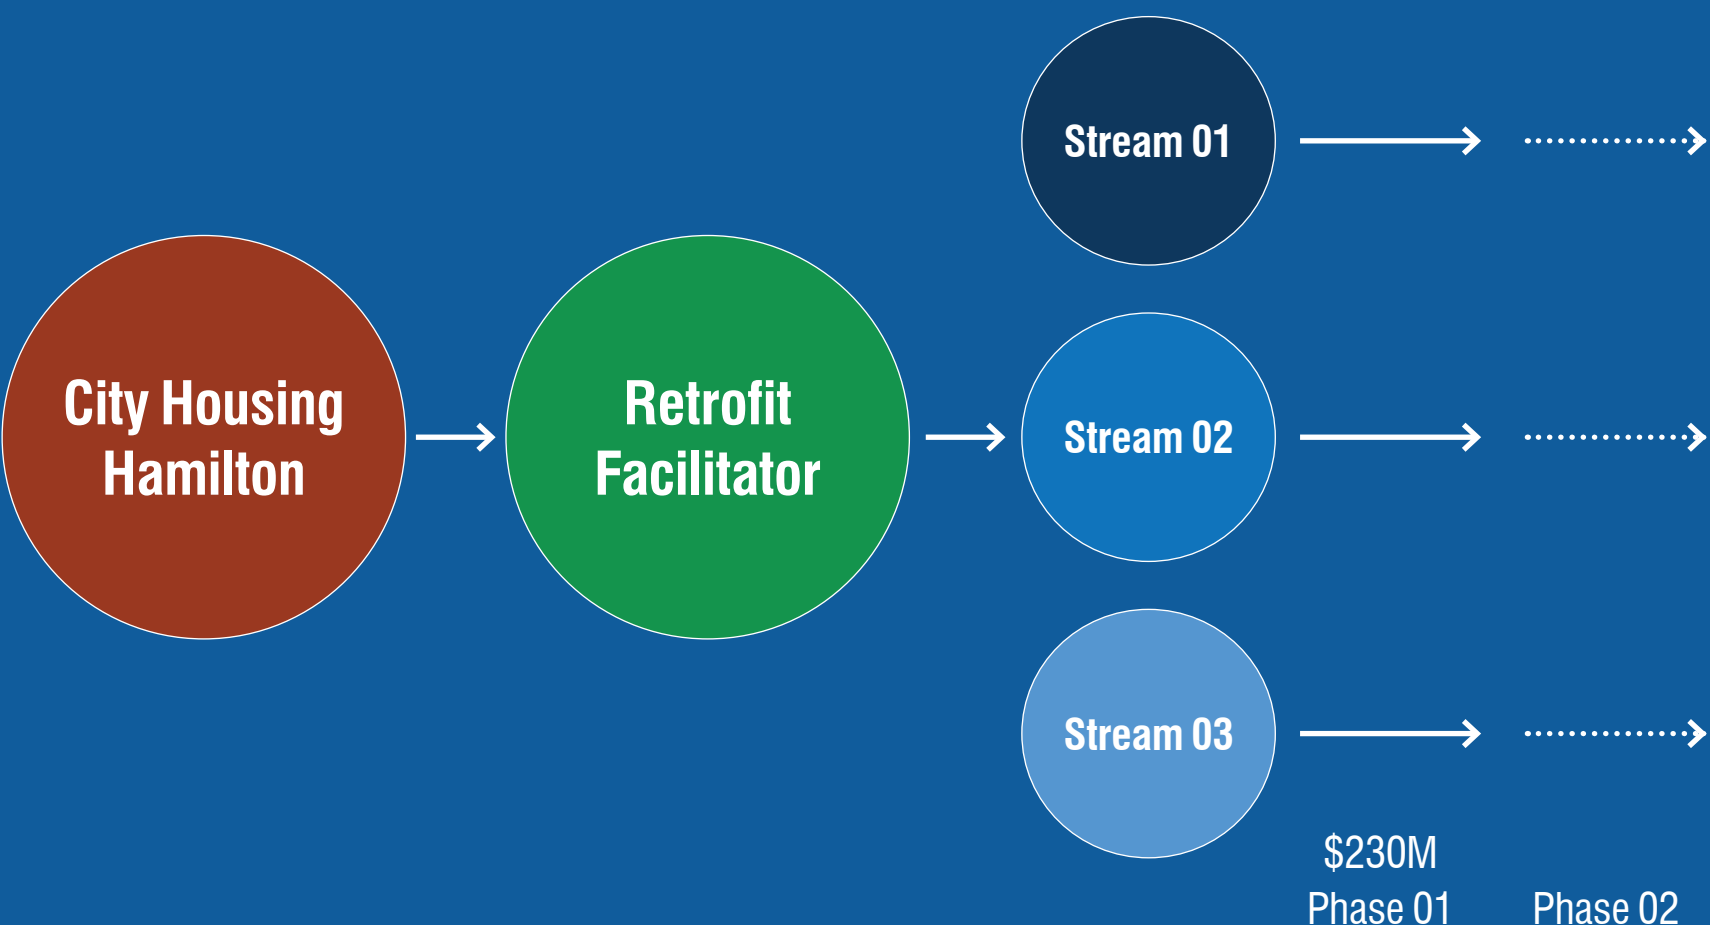 Stream 01
City Housing
Hamilton
Retrofit
Facilitator
Stream 02
Stream 03
$230M
Phase 01
Phase 02